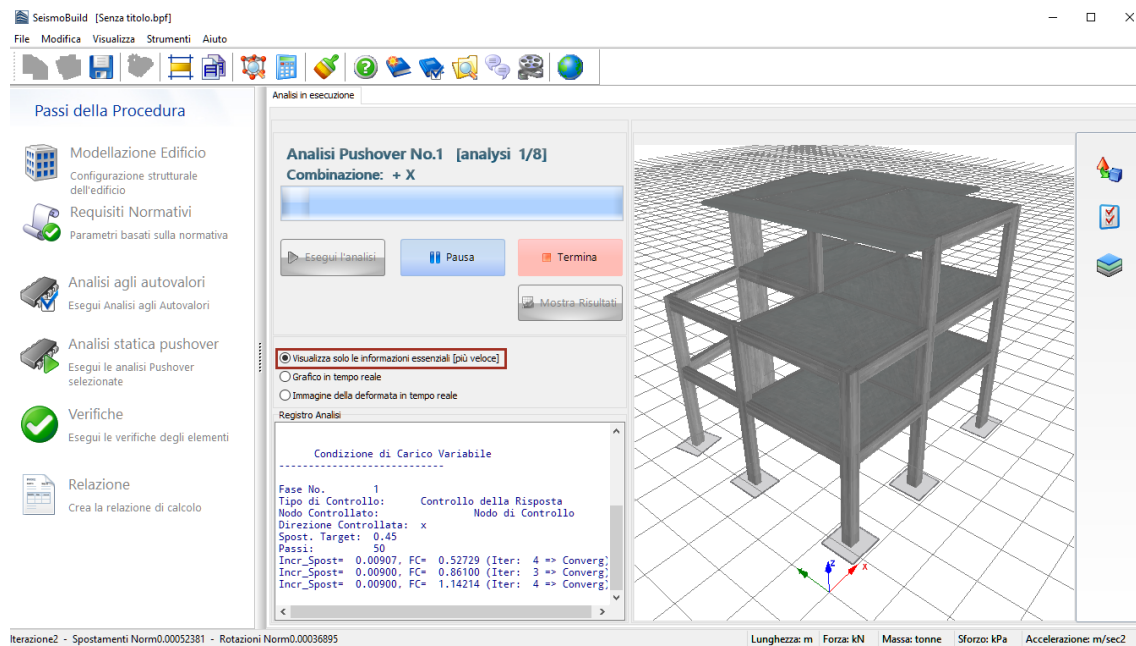 SeismoBuild [Senza titolo.bpf]
File Modifica Visualizza Strumenti Aiuto
Passi della Procedura
Modellazione Edificio
Configurazione strutturale
dell'edificio
Requisiti Normativi
Parametri basati sulla normativa
Analisi agli autovalori
Esegui Analisi agli Autovalori
Analisi statica pushover
Esegui le analisi Pushover
selezionate
Verifiche
Esegui le verifiche degli elementi
Relazione
Crea la relazione di calcolo
Analisi in esecuzione
Analisi Pushover No.1 [analysi 1/8]
Combinazione: + X
Esegui l'analisi
Pausa
Termina
Mostra Risultati
Visualizza solo le informazioni essenziali [più veloce]
Grafico in tempo reale
Immagine della deformata in tempo reale
Registro Analisi
Condizione di Carico Variabile
----------------------------
Fase No. 1
Tipo di Controllo: Controllo della Risposta
Nodo Controllato: Nodo di Controllo
Direzione Controllata: x
Spost. Target: 0.45
Passi: 50
Incr_Spost= 0.00907, FC= 0.52729 (Iter: 4 => Converg)
Incr_Spost= 0.00900, FC= 0.86100 (Iter: 3 => Converg)
Incr_Spost= 0.00900, FC= 1.14214 (Iter: 4 => Converg)
z
x
Iterazione2 - Spostamenti Norm0.00052381 - Rotazioni Norm0.00036895
Lunghezza: m Forza: kN Massa: tonne Sforzo: kPa Accelerazione: m/sec2